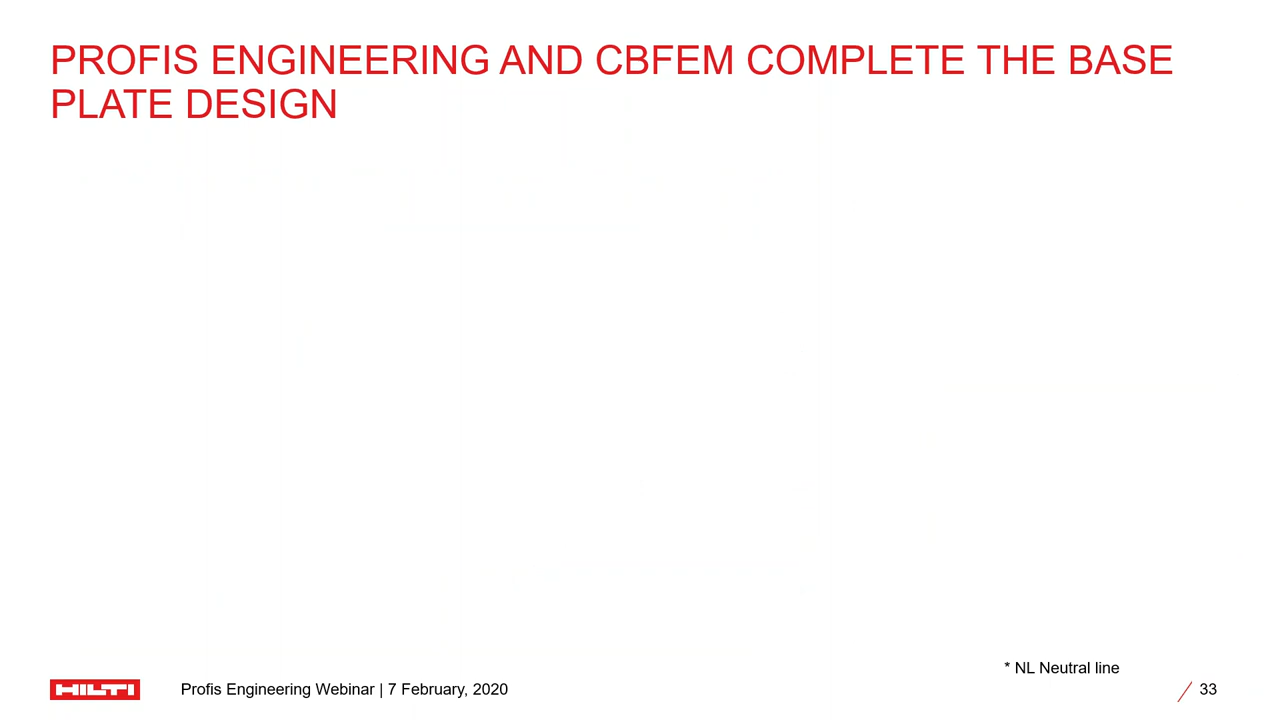 PROFIS ENGINEERING AND CBFEM COMPLETE THE BASE
PLATE DESIGN
* NL Neutral line
HILTI
Profis Engineering Webinar | 7 February, 2020
33